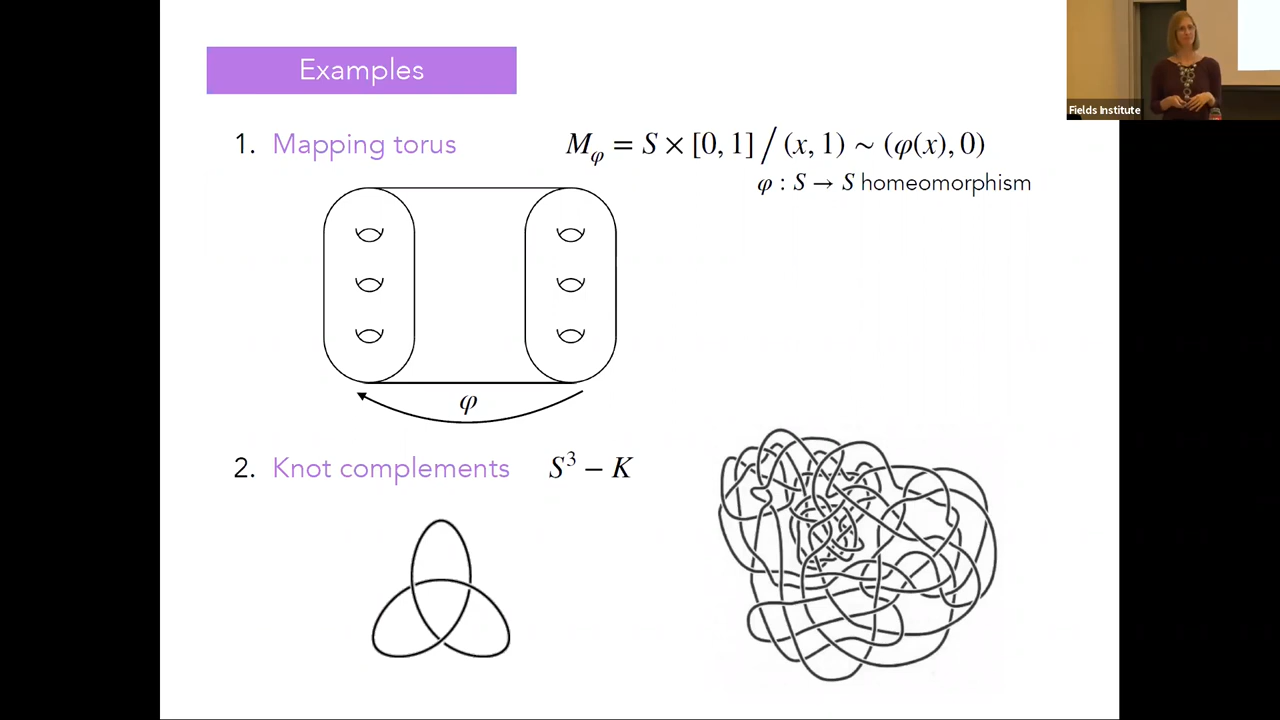 Examples
Fields Institute
1. Mapping torus M_φ = S × [0, 1] / (x, 1) ~ (φ(x), 0)
φ : S → S homeomorphism
φ
2. Knot complements S³ − K